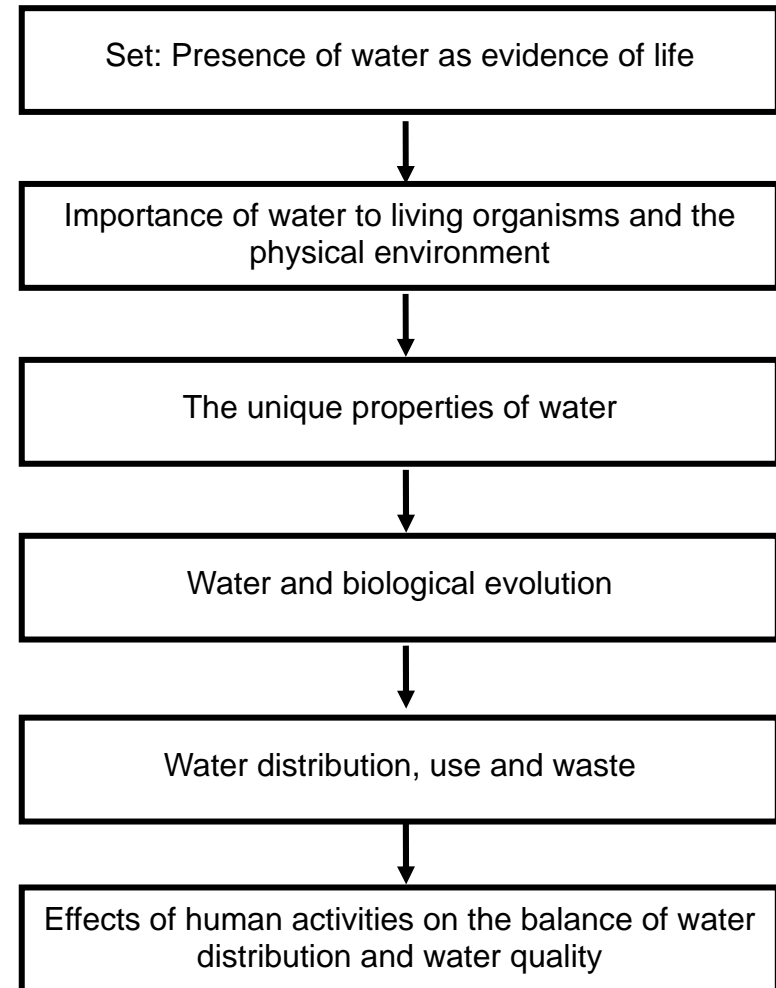 Set: Presence of water as evidence of life
Importance of water to living organisms and the
physical environment
The unique properties of water
Water and biological evolution
Water distribution, use and waste
Effects of human activities on the balance of water
distribution and water quality